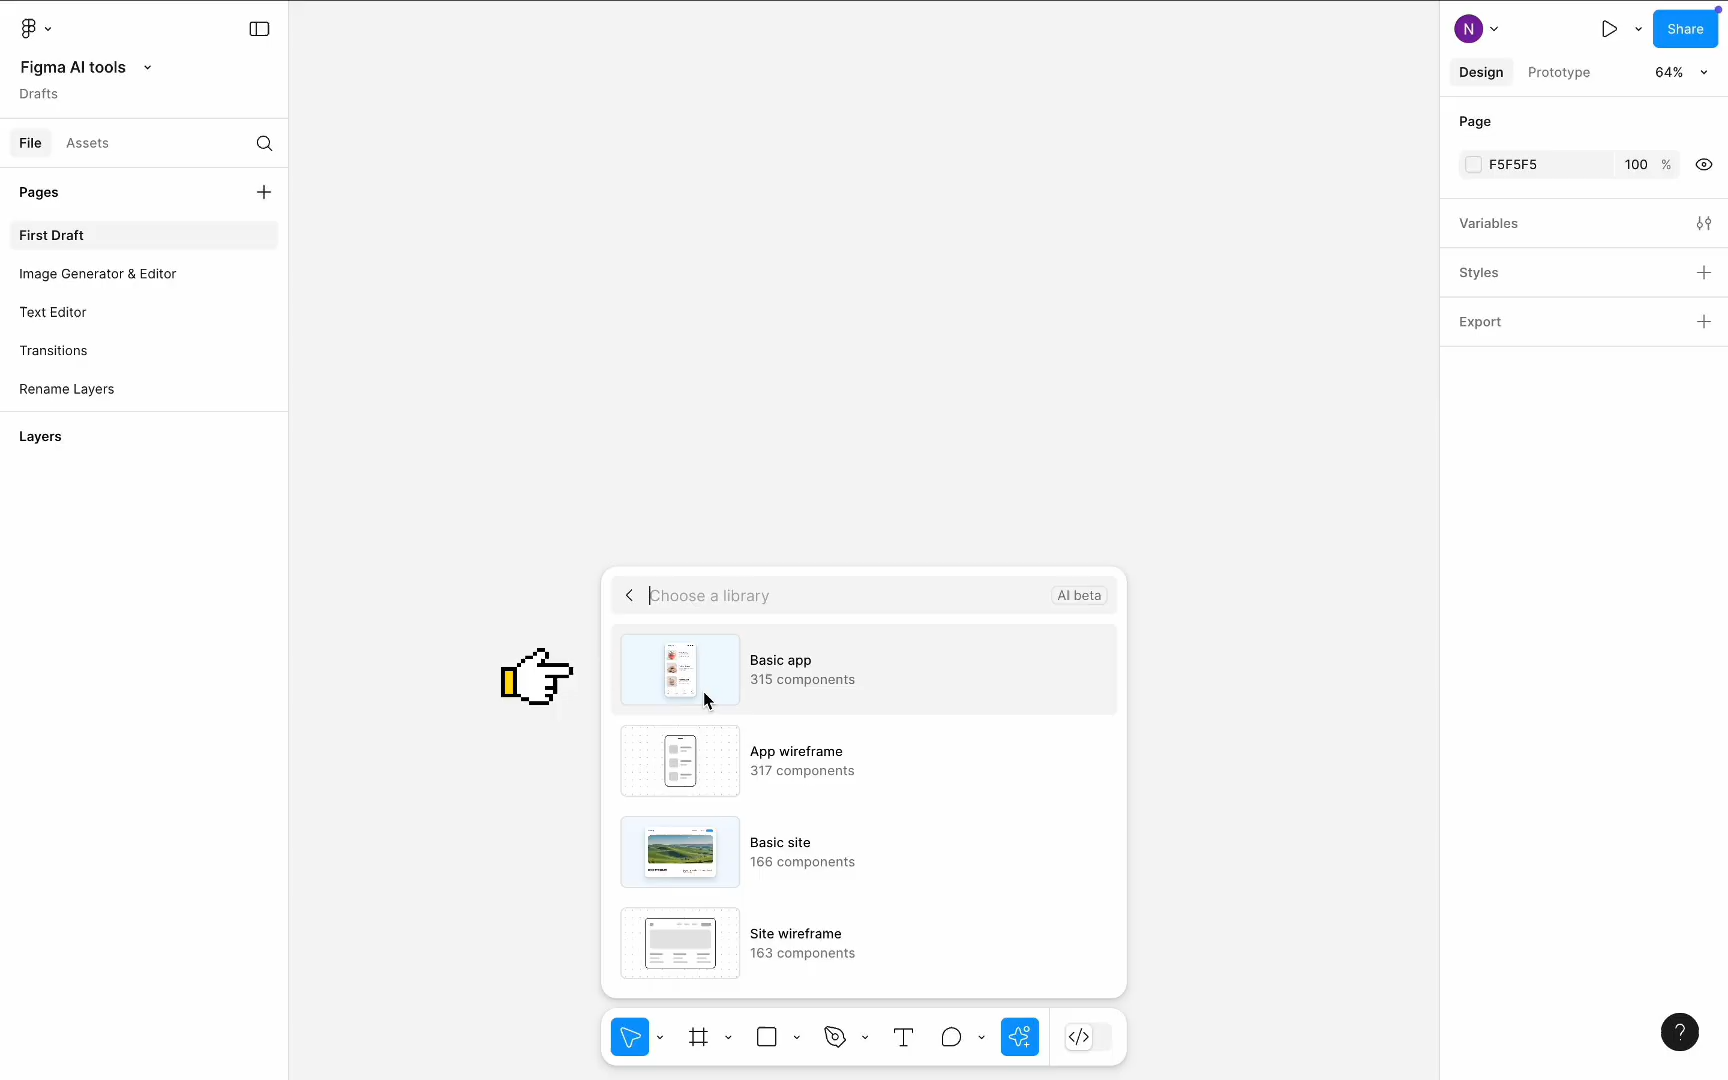 Figma AI tools
Drafts
File
Assets
Pages
First Draft
Image Generator & Editor
Text Editor
Transitions
Rename Layers
Layers
Choose a library
AI beta
Basic app
315 components
App wireframe
317 components
Basic site
166 components
Site wireframe
163 components
N
Share
Design
Prototype
64%
Page
F5F5F5
100
%
Variables
Styles
Export
?